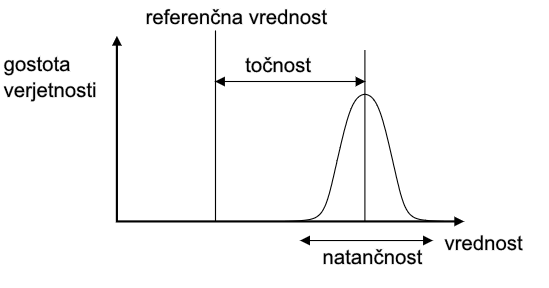 referenčna vrednost
gostota
verjetnosti
točnost
vrednost
natančnost